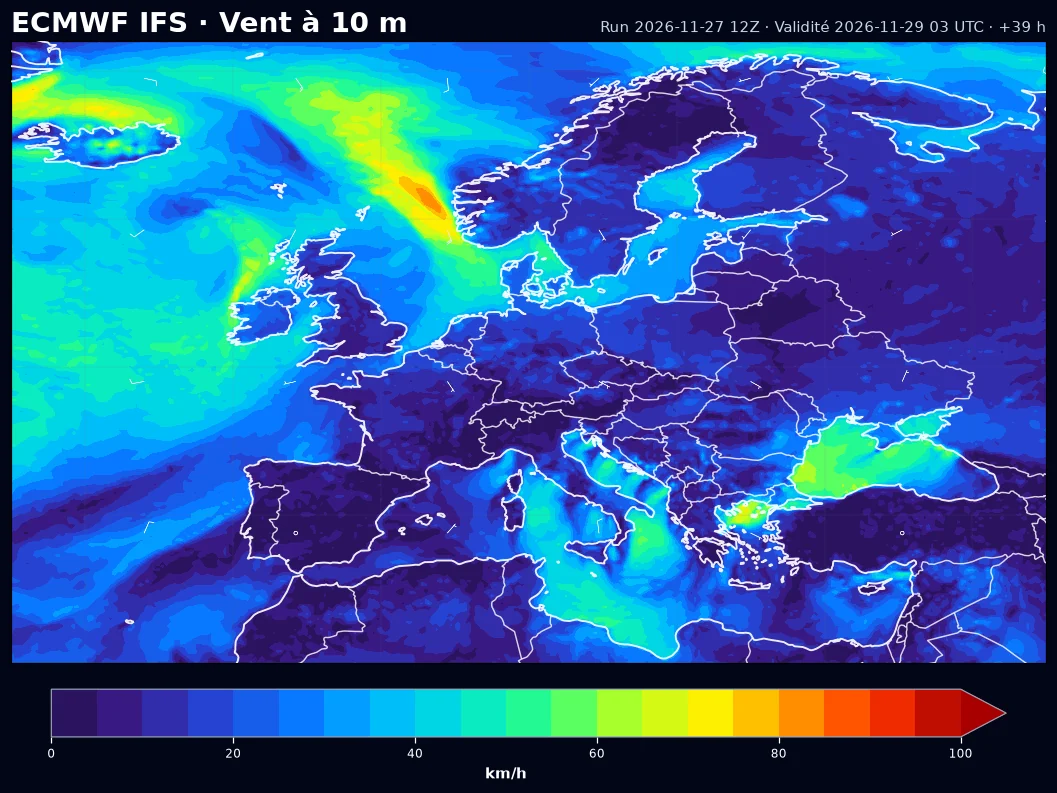 ECMWF IFS · Vent à 10 m
Run 2026-11-27 12Z · Validité 2026-11-29 03 UTC · +39 h
0 20 40 60 80 100
km/h